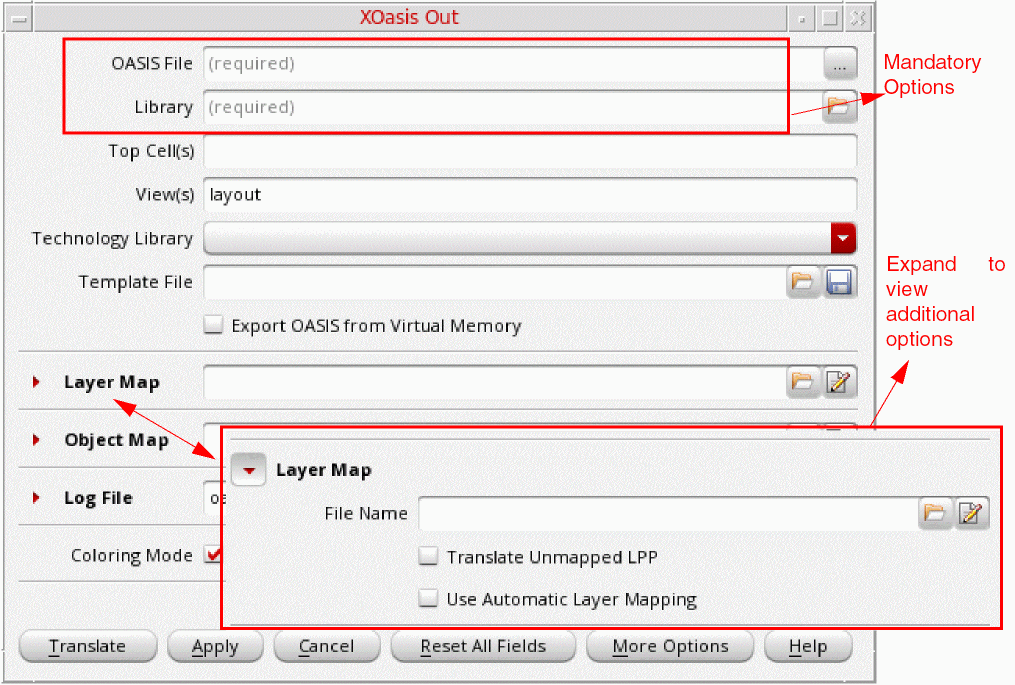 XOasis Out
OASIS File (required) ...
Mandatory
Options
Library (required)
Top Cell(s)
View(s) layout
Technology Library
Expand to
view
additional
options
Template File
Export OASIS from Virtual Memory
Layer Map
Object Map
Layer Map
Log File
File Name
Coloring Mode
Translate Unmapped LPP
Use Automatic Layer Mapping
Translate Apply Cancel Reset All Fields More Options Help